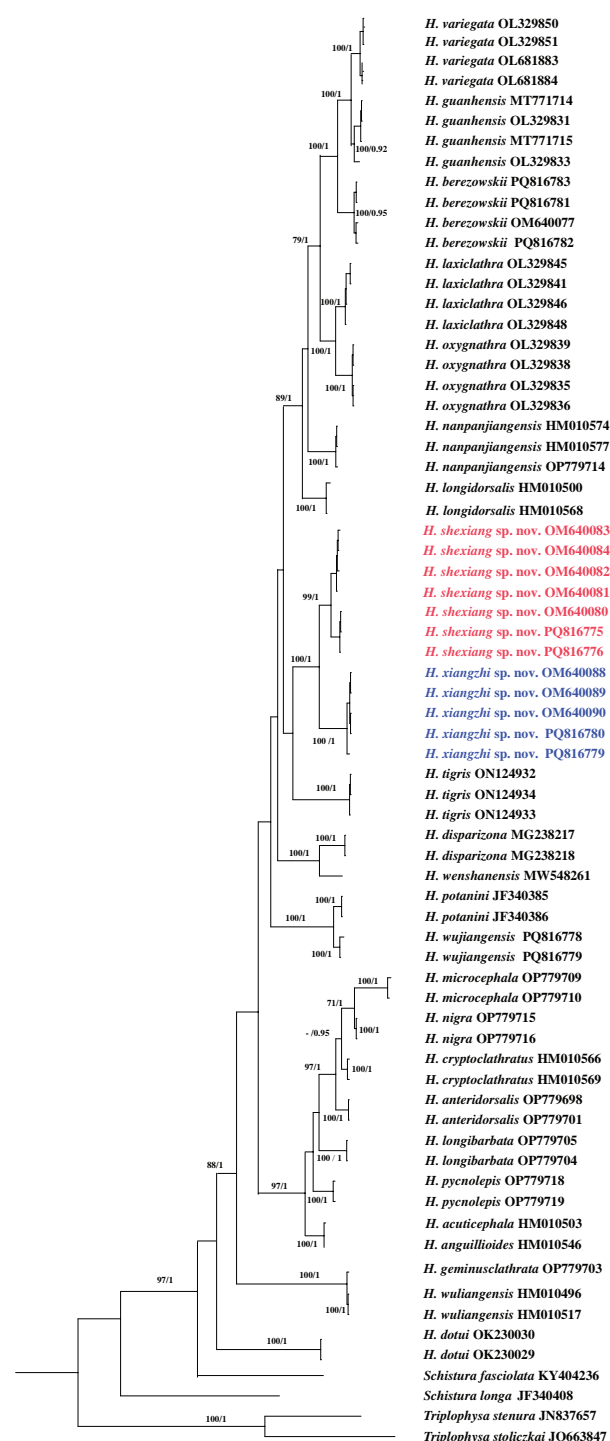 H. variegata OL329850
H. variegata OL329851
100/1
H. variegata OL681883
100/1
H. variegata OL681884
H. guanhensis MT771714
H. guanhensis OL329831
H. guanhensis MT771715
100/1
100/0.92
H. guanhensis OL329833
H. berezowskii PQ816783
H. berezowskii PQ816781
100/0.95
H. berezowskii OM640077
79/1
H. berezowskii PQ816782
H. laxiclathra OL329845
H. laxiclathra OL329841
100/1
H. laxiclathra OL329846
H. laxiclathra OL329848
H. oxygnathra OL329839
100/1
H. oxygnathra OL329838
100/1
H. oxygnathra OL329835
89/1
H. oxygnathra OL329836
H. nanpanjiangensis HM010574
H. nanpanjiangensis HM010577
100/1
H. nanpanjiangensis OP779714
H. longidorsalis HM010500
100/1
H. longidorsalis HM010568
H. shexiang sp. nov. OM640083
H. shexiang sp. nov. OM640084
H. shexiang sp. nov. OM640082
99/1
H. shexiang sp. nov. OM640081
H. shexiang sp. nov. OM640080
H. shexiang sp. nov. PQ816775
H. shexiang sp. nov. PQ816776
100/1
H. xiangzhi sp. nov. OM640088
H. xiangzhi sp. nov. OM640089
H. xiangzhi sp. nov. OM640090
H. xiangzhi sp. nov. PQ816780
100 /1
H. xiangzhi sp. nov. PQ816779
H. tigris ON124932
100/1
H. tigris ON124934
H. tigris ON124933
100/1
H. disparizona MG238217
100/1
H. disparizona MG238218
H. wenshanensis MW548261
100/1
H. potanini JF340385
H. potanini JF340386
100/1
H. wujiangensis PQ816778
100/1
H. wujiangensis PQ816779
100/1
H. microcephala OP779709
71/1
H. microcephala OP779710
H. nigra OP779715
- /0.95
100/1
H. nigra OP779716
H. cryptoclathratus HM010566
97/1
100/1
H. cryptoclathratus HM010569
H. anteridorsalis OP779698
100/1
H. anteridorsalis OP779701
H. longibarbata OP779705
100 / 1
H. longibarbata OP779704
88/1
H. pycnolepis OP779718
97/1
100/1
H. pycnolepis OP779719
H. acuticephala HM010503
100/1
H. anguillioides HM010546
H. geminusclathrata OP779703
100/1
97/1
H. wuliangensis HM010496
100/1
H. wuliangensis HM010517
H. dotui OK230030
100/1
H. dotui OK230029
Schistura fasciolata KY404236
Schistura longa JF340408
Triplophysa stenura JN837657
100/1
Triplophysa stoliczkai JQ663847